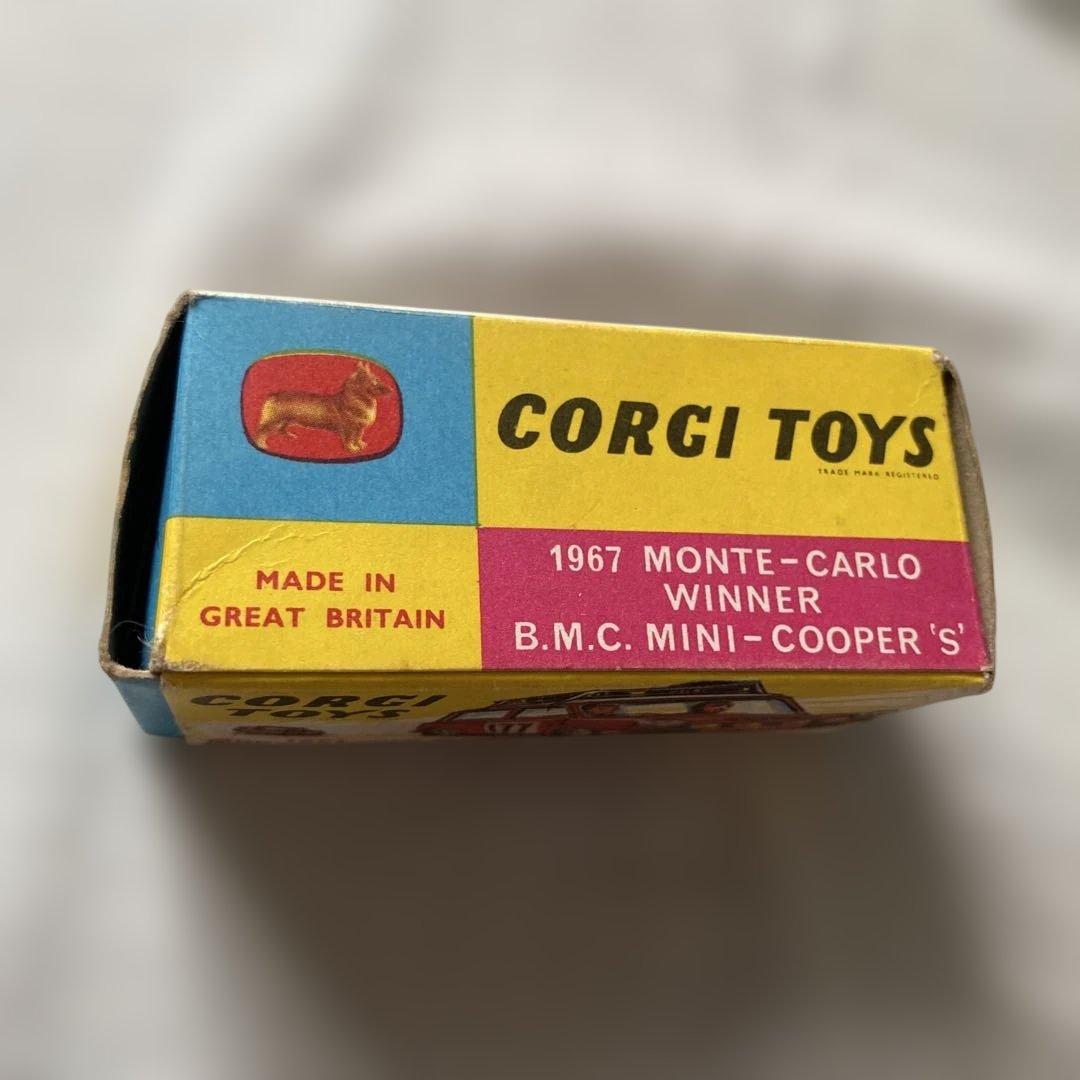 CORGI TOYS
TRADE MARK REGISTERED
1967 MONTE-CARLO
WINNER
B.M.C. MINI-COOPER 'S'
MADE IN
GREAT BRITAIN
CORGI
TOYS